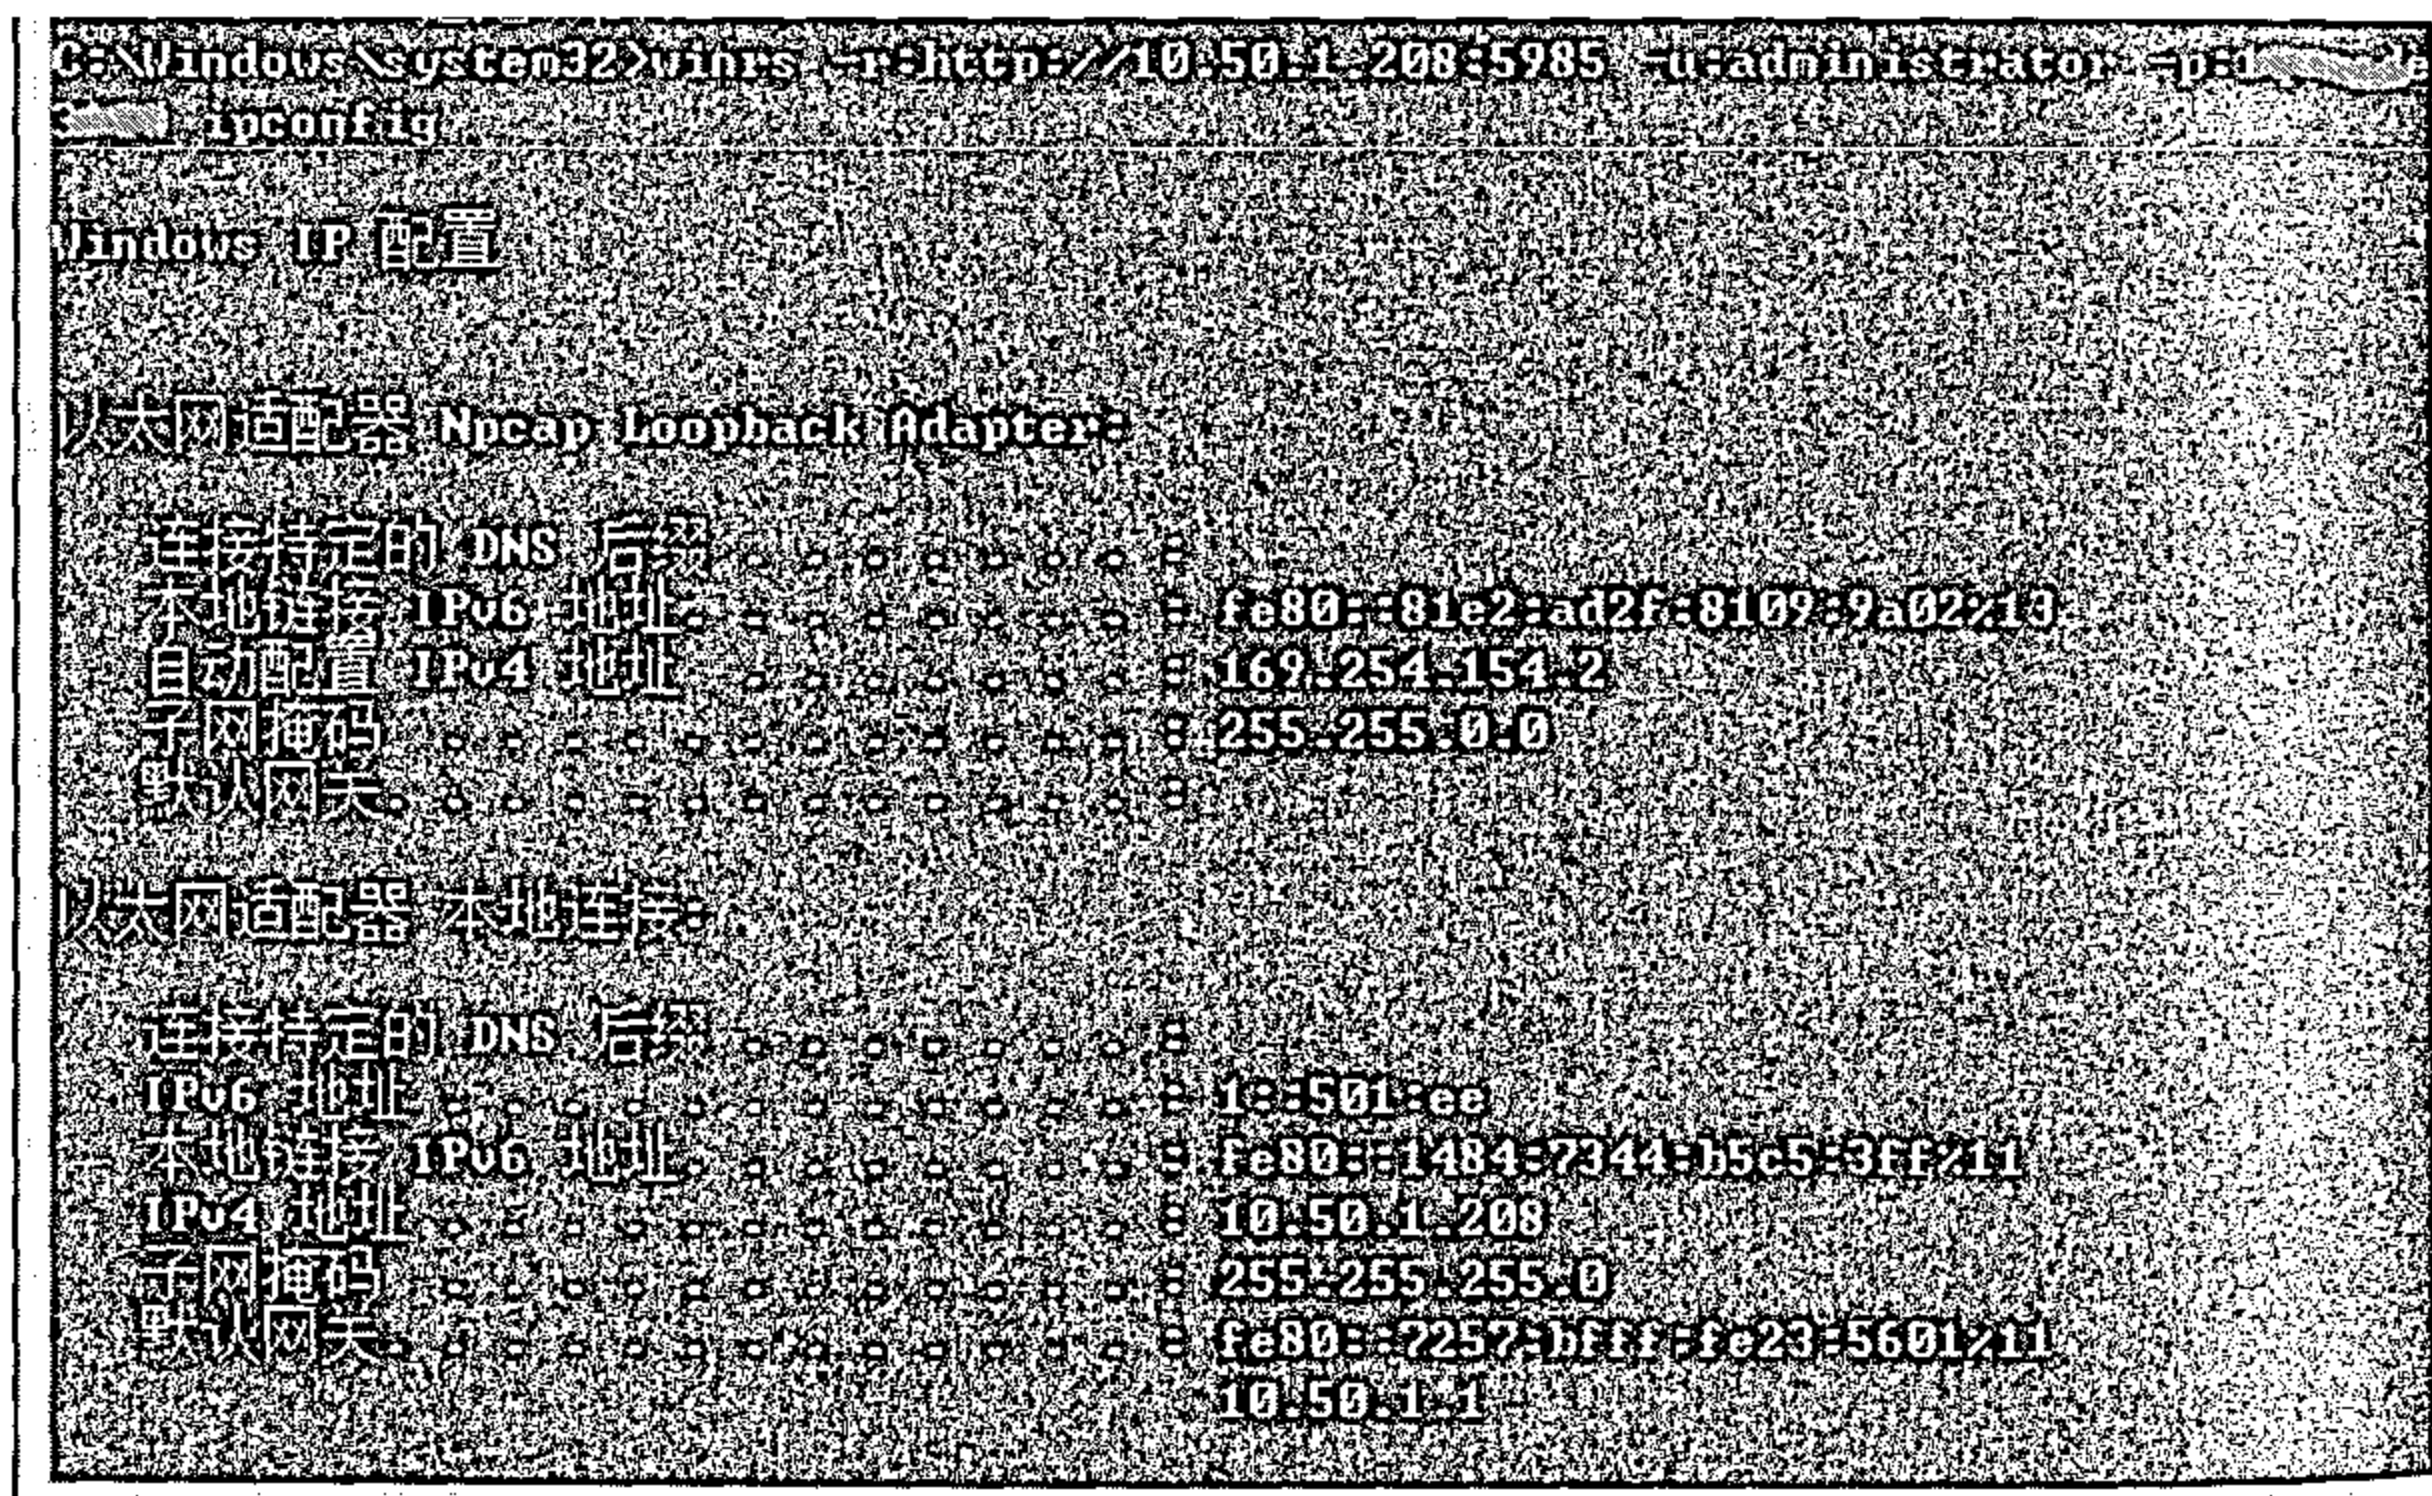 C:\Windows\system32>winrs -r:http://10.50.1.208:5985 -u:administrator -p:
ipconfig
Windows IP 配置
以太网适配器 Npcap Loopback Adapter:
连接特定的 DNS 后缀 . . . . . . . :
本地链接 IPv6 地址. . . . . . . . : fe80::81e2:ad2f:8109:9a02%13
自动配置 IPv4 地址 . . . . . . . : 169.254.154.2
子网掩码 . . . . . . . . . . . . : 255.255.0.0
默认网关. . . . . . . . . . . . . :
以太网适配器 本地连接:
连接特定的 DNS 后缀 . . . . . . . :
IPv6 地址 . . . . . . . . . . . . : 1::501:ee
本地链接 IPv6 地址. . . . . . . . : fe80::1484:7344:b5c5:3ff%11
IPv4 地址 . . . . . . . . . . . . : 10.50.1.208
子网掩码 . . . . . . . . . . . . : 255.255.255.0
默认网关. . . . . . . . . . . . . : fe80::7257:bfff:fe23:5601%11
10.50.1.1